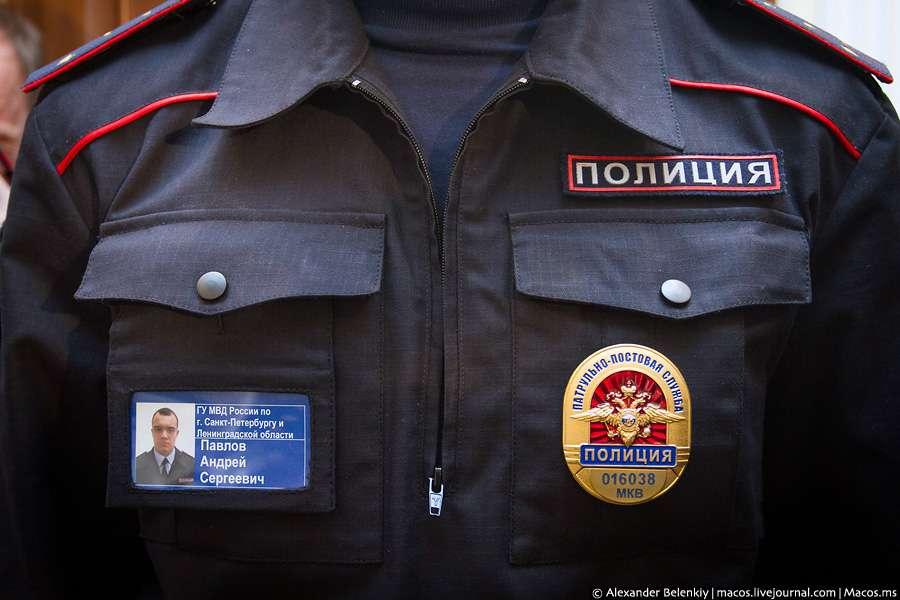 ПОЛИЦИЯ
ГУ МВД России по
г. Санкт-Петербургу и
Ленинградской области
Павлов
Андрей
Сергеевич
ПАТРУЛЬНО-ПОСТОВАЯ СЛУЖБА
ПОЛИЦИЯ
016038
МКВ
© Alexander Belenkiy | macos.livejournal.com | Macos.ms